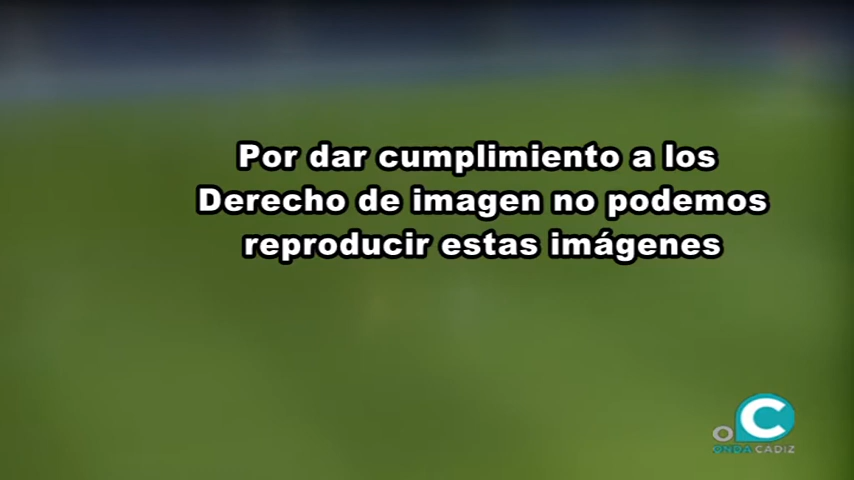 Por dar cumplimiento a los
Derecho de imagen no podemos
reproducir estas imágenes
O C
ONDA CADIZ